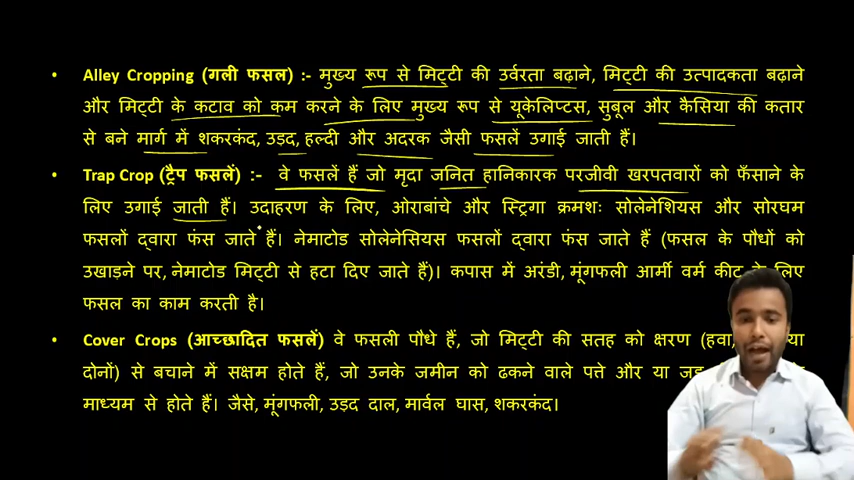 • Alley Cropping (गली फसल) :- मुख्य रूप से मिट्टी की उर्वरता बढ़ाने, मिट्टी की उत्पादकता बढ़ाने
और मिट्टी के कटाव को कम करने के लिए मुख्य रूप से यूकेलिप्टस, सुबूल और कैसिया की कतार
से बने मार्ग में शकरकंद, उड़द, हल्दी और अदरक जैसी फसलें उगाई जाती हैं।
• Trap Crop (ट्रैप फसलें) :- वे फसलें हैं जो मृदा जनित हानिकारक परजीवी खरपतवारों को फँसाने के
लिए उगाई जाती हैं। उदाहरण के लिए, ओराबांचे और स्ट्रिगा क्रमशः सोलेनेशियस और सोरघम
फसलों द्वारा फंस जाते हैं। नेमाटोड सोलेनेसियस फसलों द्वारा फंस जाते हैं (फसल के पौधों को
उखाड़ने पर, नेमाटोड मिट्टी से हटा दिए जाते हैं)। कपास में अरंडी, मूंगफली आर्मी वर्म कीट के लिए
फसल का काम करती है।
• Cover Crops (आच्छादित फसलें) वे फसली पौधे हैं, जो मिट्टी की सतह को क्षरण (हवा, या
दोनों) से बचाने में सक्षम होते हैं, जो उनके जमीन को ढकने वाले पत्ते और या
माध्यम से होते हैं। जैसे, मूंगफली, उड़द दाल, मार्वल घास, शकरकंद।